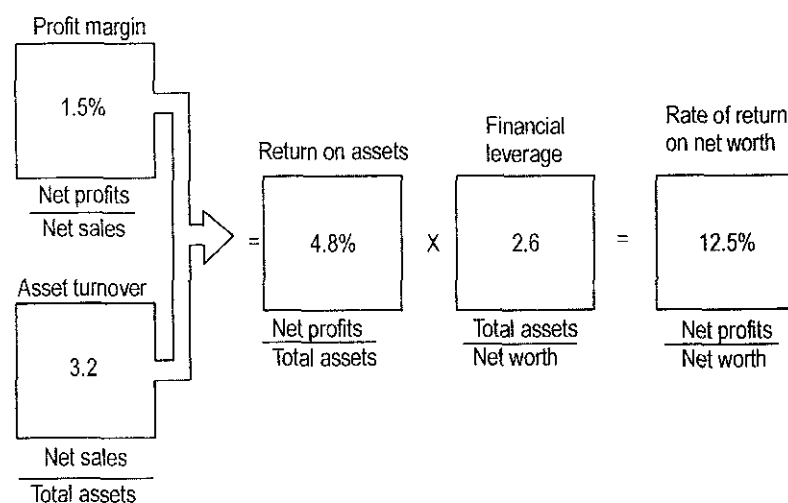 Profit margin
1.5%
Net profits
Net sales
Asset turnover
3.2
Net sales
Total assets
=
Return on assets
4.8%
Net profits
Total assets
X
Financial
leverage
2.6
Total assets
Net worth
=
Rate of return
on net worth
12.5%
Net profits
Net worth